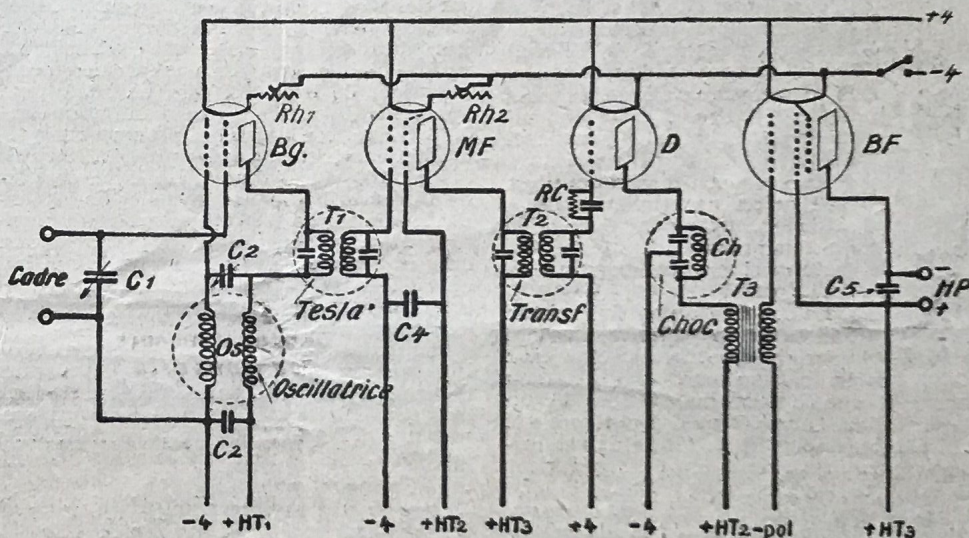 +4
-4
Rh1
Rh2
Bg.
MF
D
BF
RC
T1
T2
Cadre
C1
C2
Ch
C5
-
HP
+
Tesla
C4
Transf
Choc
T3
Os
Oscillatrice
C2
-4 +HT1 -4 +HT2 +HT3 +4 -4 +HT2 -pol +HT3